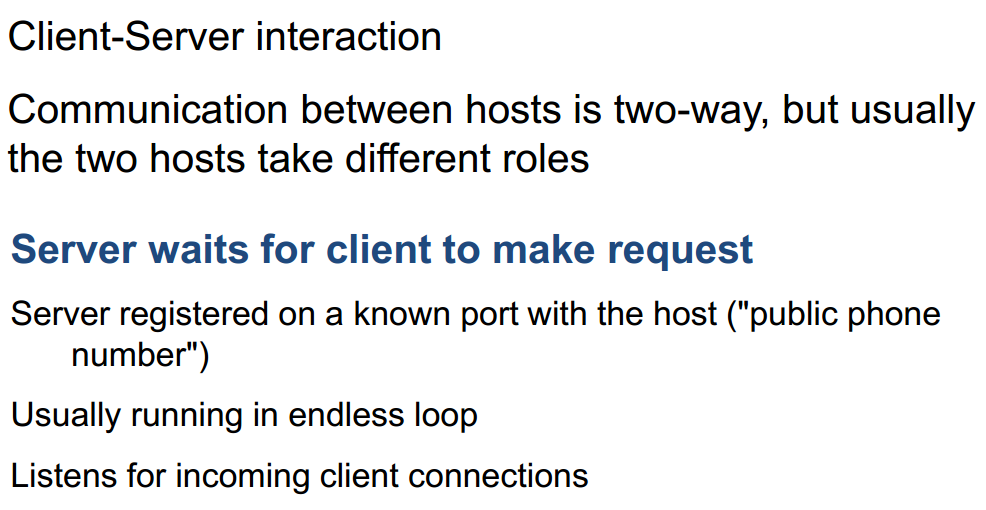 Client-Server interaction
Communication between hosts is two-way, but usually
the two hosts take different roles
Server waits for client to make request
Server registered on a known port with the host ("public phone
number")
Usually running in endless loop
Listens for incoming client connections